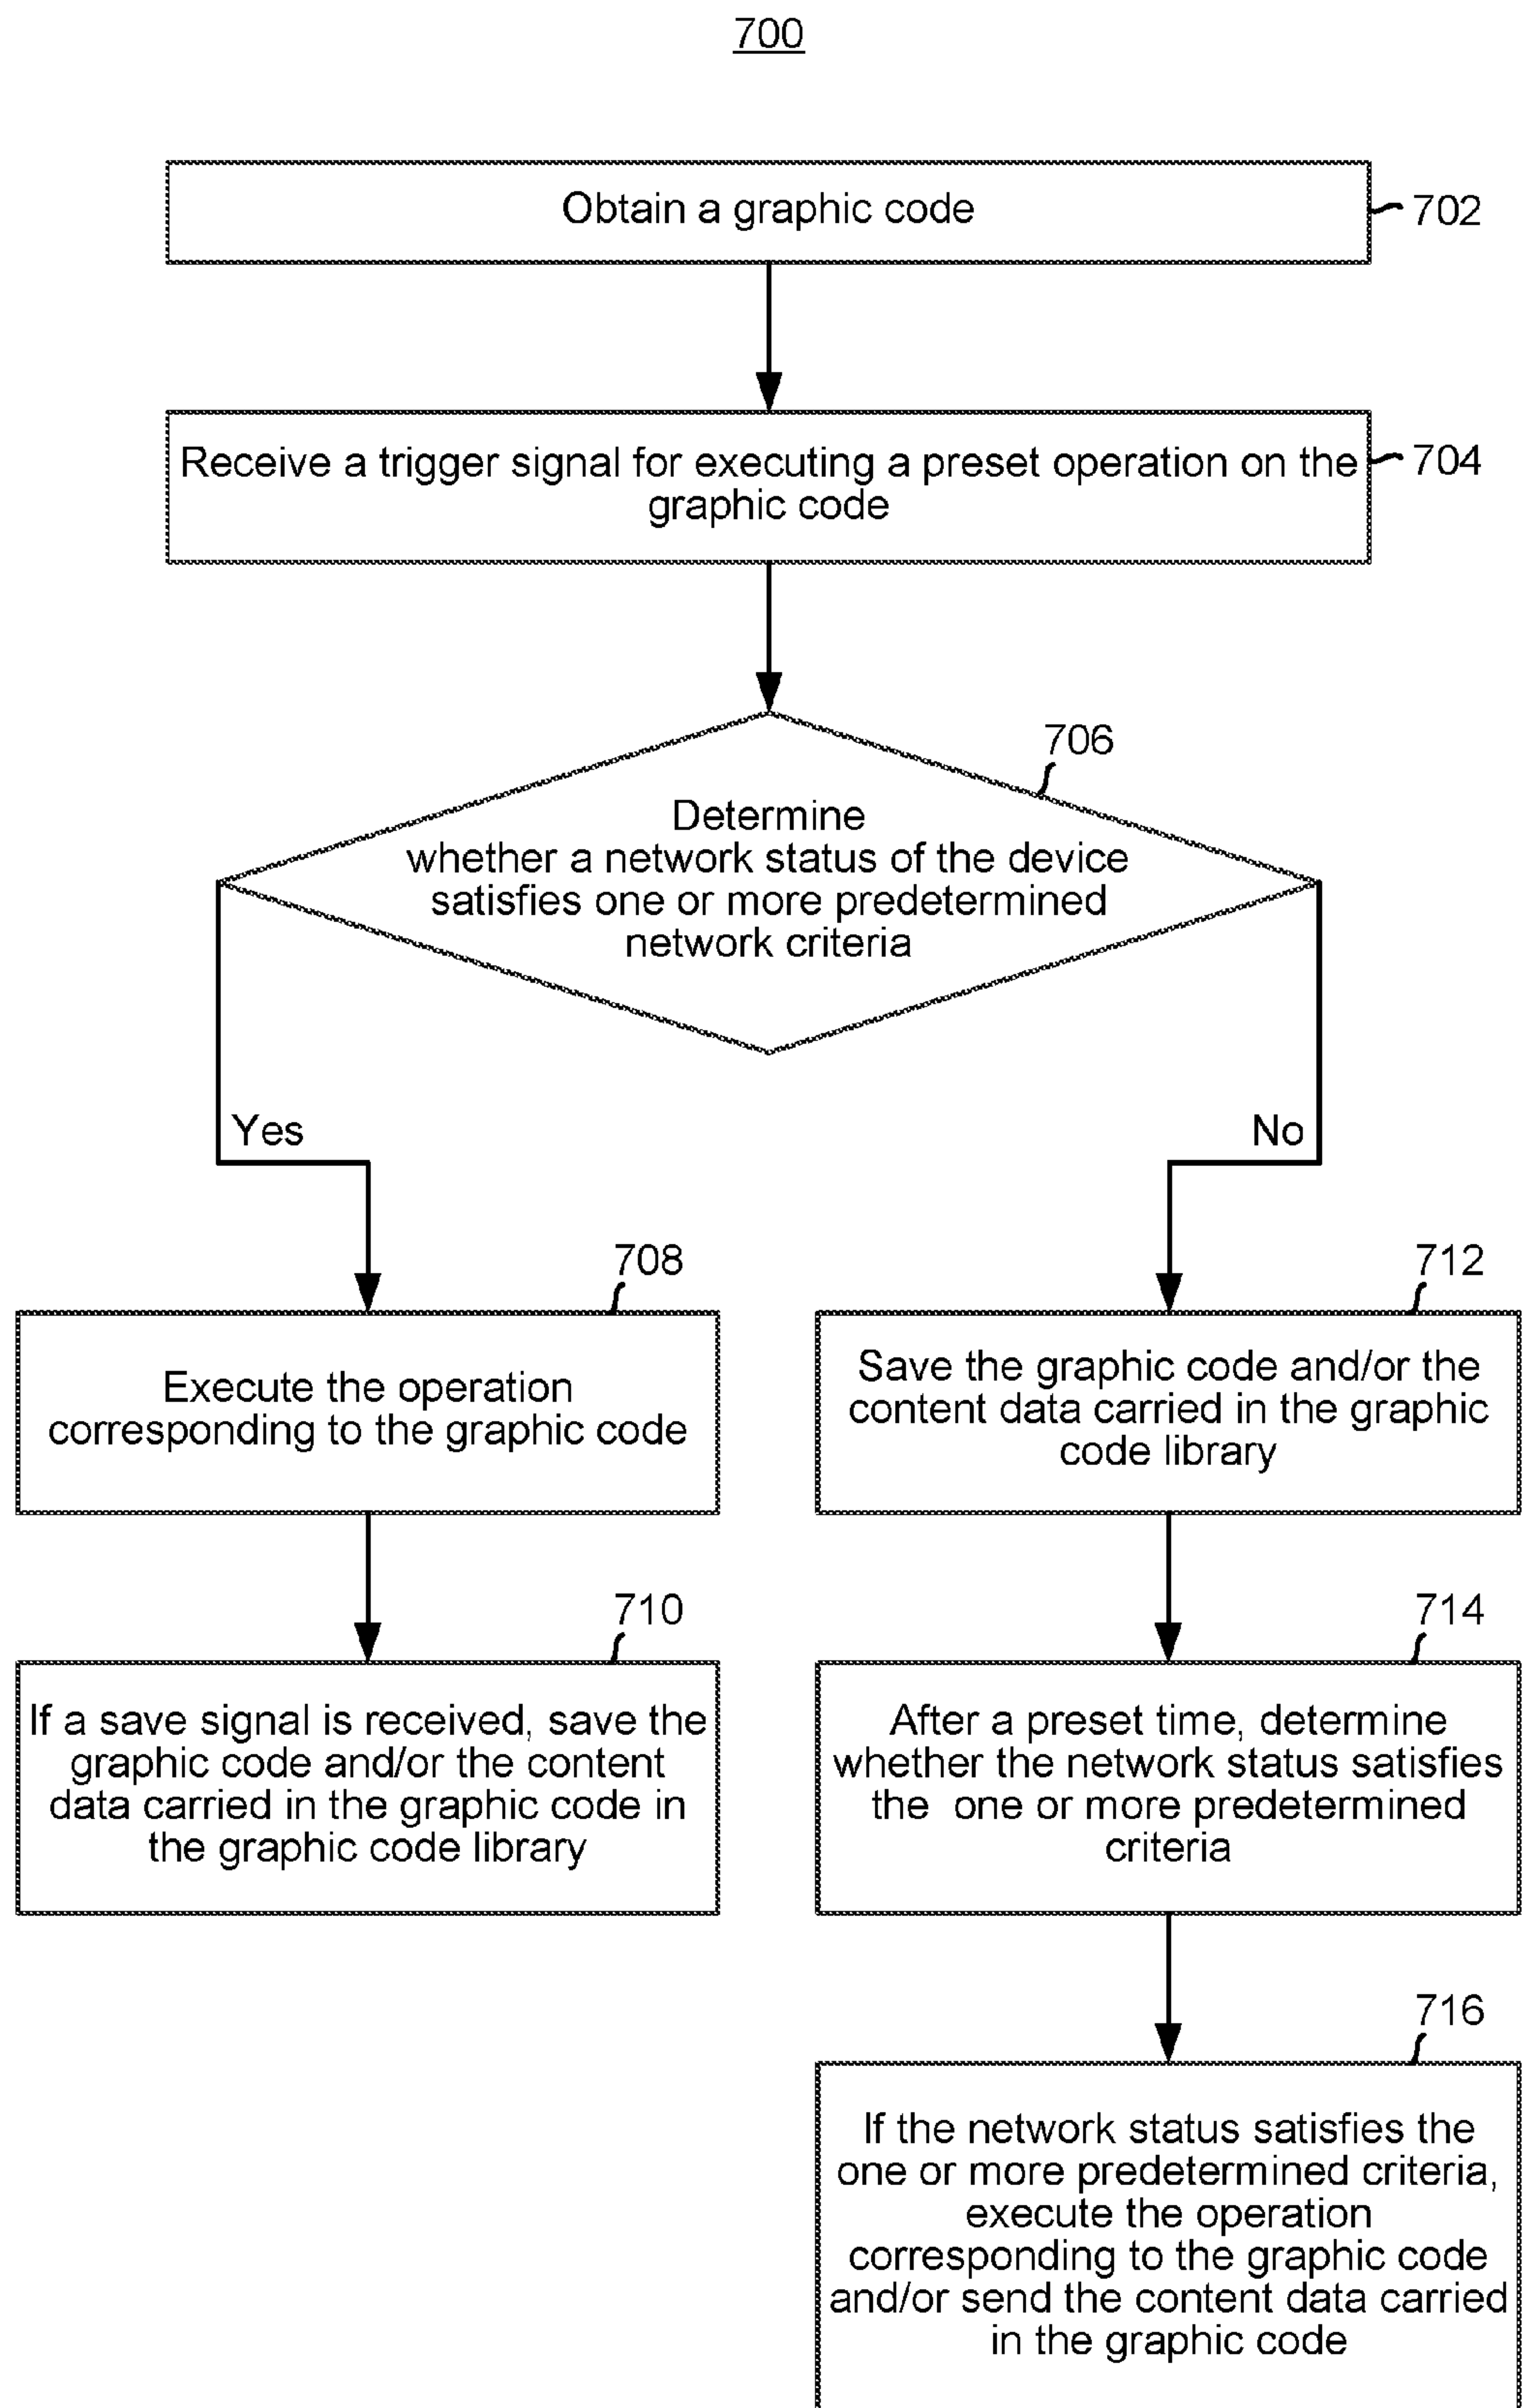 700
Obtain a graphic code
702
Receive a trigger signal for executing a preset operation on the
graphic code
704
706
Determine
whether a network status of the device
satisfies one or more predetermined
network criteria
Yes
No
708
Execute the operation
corresponding to the graphic code
712
Save the graphic code and/or the
content data carried in the graphic
code library
710
If a save signal is received, save the
graphic code and/or the content
data carried in the graphic code in
the graphic code library
714
After a preset time, determine
whether the network status satisfies
the one or more predetermined
criteria
716
If the network status satisfies the
one or more predetermined criteria,
execute the operation
corresponding to the graphic code
and/or send the content data carried
in the graphic code